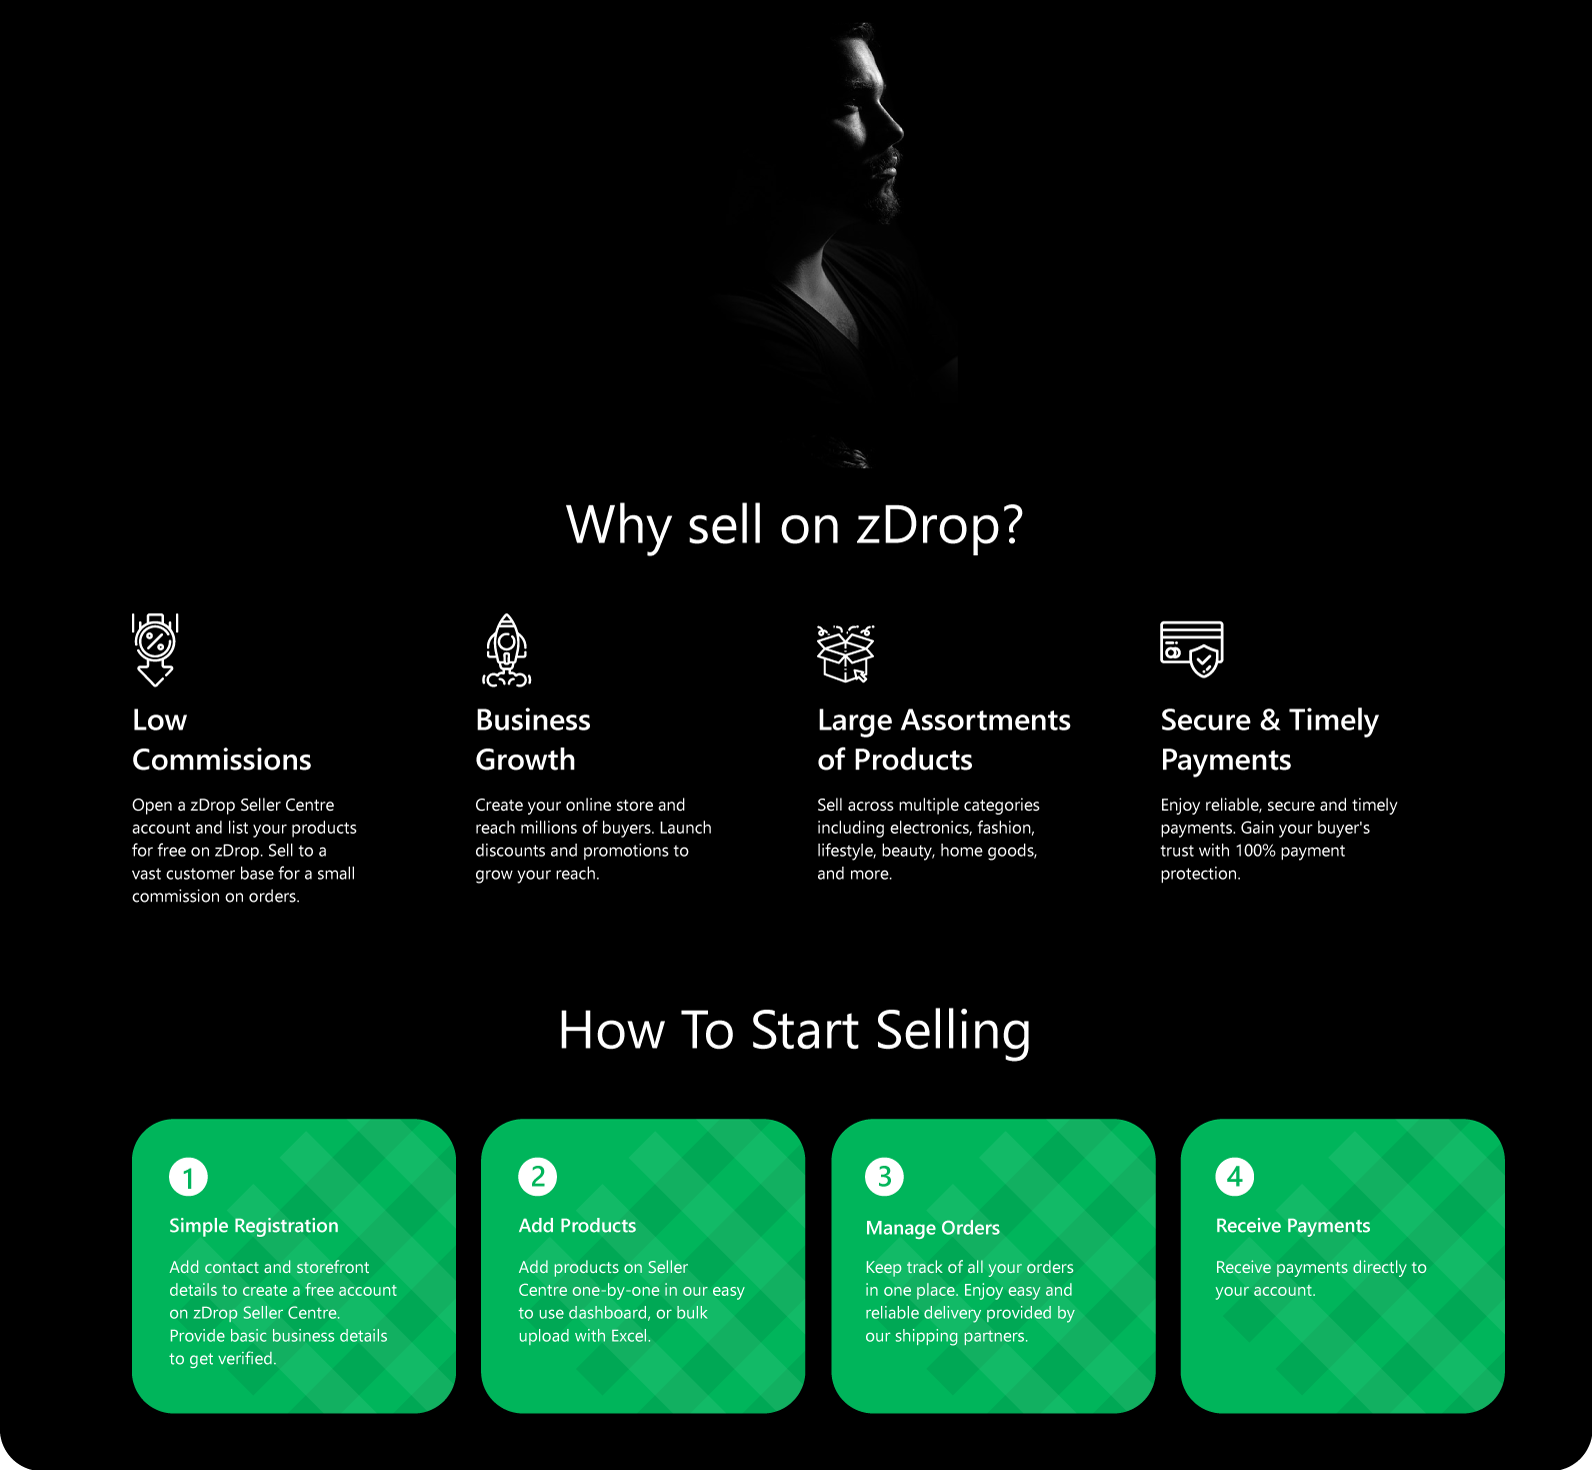 Why sell on zDrop?
Low
Commissions
Open a zDrop Seller Centre
account and list your products
for free on zDrop. Sell to a
vast customer base for a small
commission on orders.
Business
Growth
Create your online store and
reach millions of buyers. Launch
discounts and promotions to
grow your reach.
Large Assortments
of Products
Sell across multiple categories
including electronics, fashion,
lifestyle, beauty, home goods,
and more.
Secure & Timely
Payments
Enjoy reliable, secure and timely
payments. Gain your buyer's
trust with 100% payment
protection.
How To Start Selling
1
Simple Registration
Add contact and storefront
details to create a free account
on zDrop Seller Centre.
Provide basic business details
to get verified.
2
Add Products
Add products on Seller
Centre one-by-one in our easy
to use dashboard, or bulk
upload with Excel.
3
Manage Orders
Keep track of all your orders
in one place. Enjoy easy and
reliable delivery provided by
our shipping partners.
4
Receive Payments
Receive payments directly to
your account.